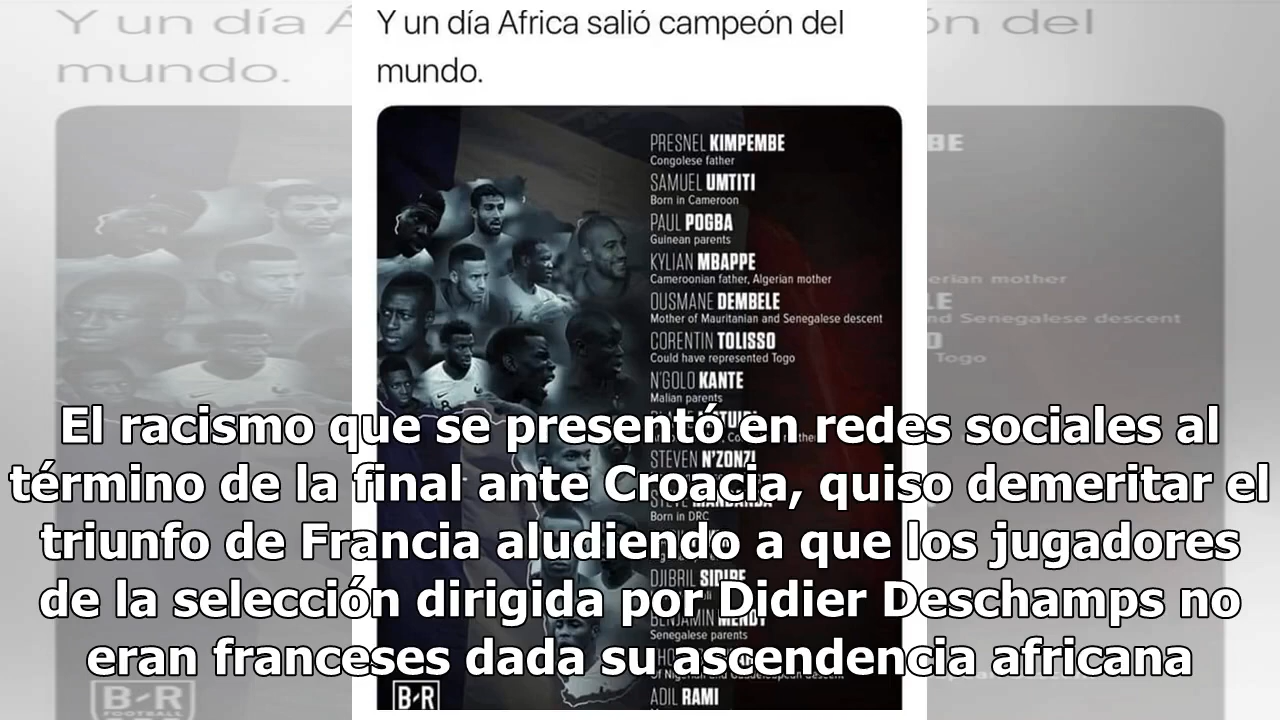 Y un día Africa salió campeón del
mundo.
PRESNEL KIMPEMBE
Congolese father
SAMUEL UMTITI
Born in Cameroon
PAUL POGBA
Guinean parents
KYLIAN MBAPPE
Cameroonian father, Algerian mother
OUSMANE DEMBELE
Mother of Mauritanian and Senegalese descent
CORENTIN TOLISSO
Could have represented Togo
N'GOLO KANTE
Malian parents
STEVEN N'ZONZI
Born in DRC
DJIBRIL SIDIBE
BENJAMIN MENDY
Senegalese parents
Of Nigerian and Guadeloupean descent
ADIL RAMI
B/R
El racismo que se presentó en redes sociales al
término de la final ante Croacia, quiso demeritar el
triunfo de Francia aludiendo a que los jugadores
de la selección dirigida por Didier Deschamps no
eran franceses dada su ascendencia africana